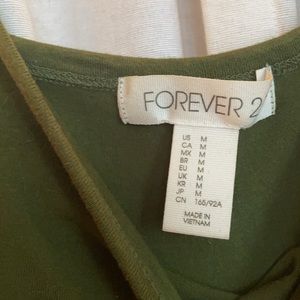 FOREVER 2
US M
CA M
MX M
BR M
EU M
UK M
KR M
JP M
CN 165/92A
MADE IN
VIETNAM